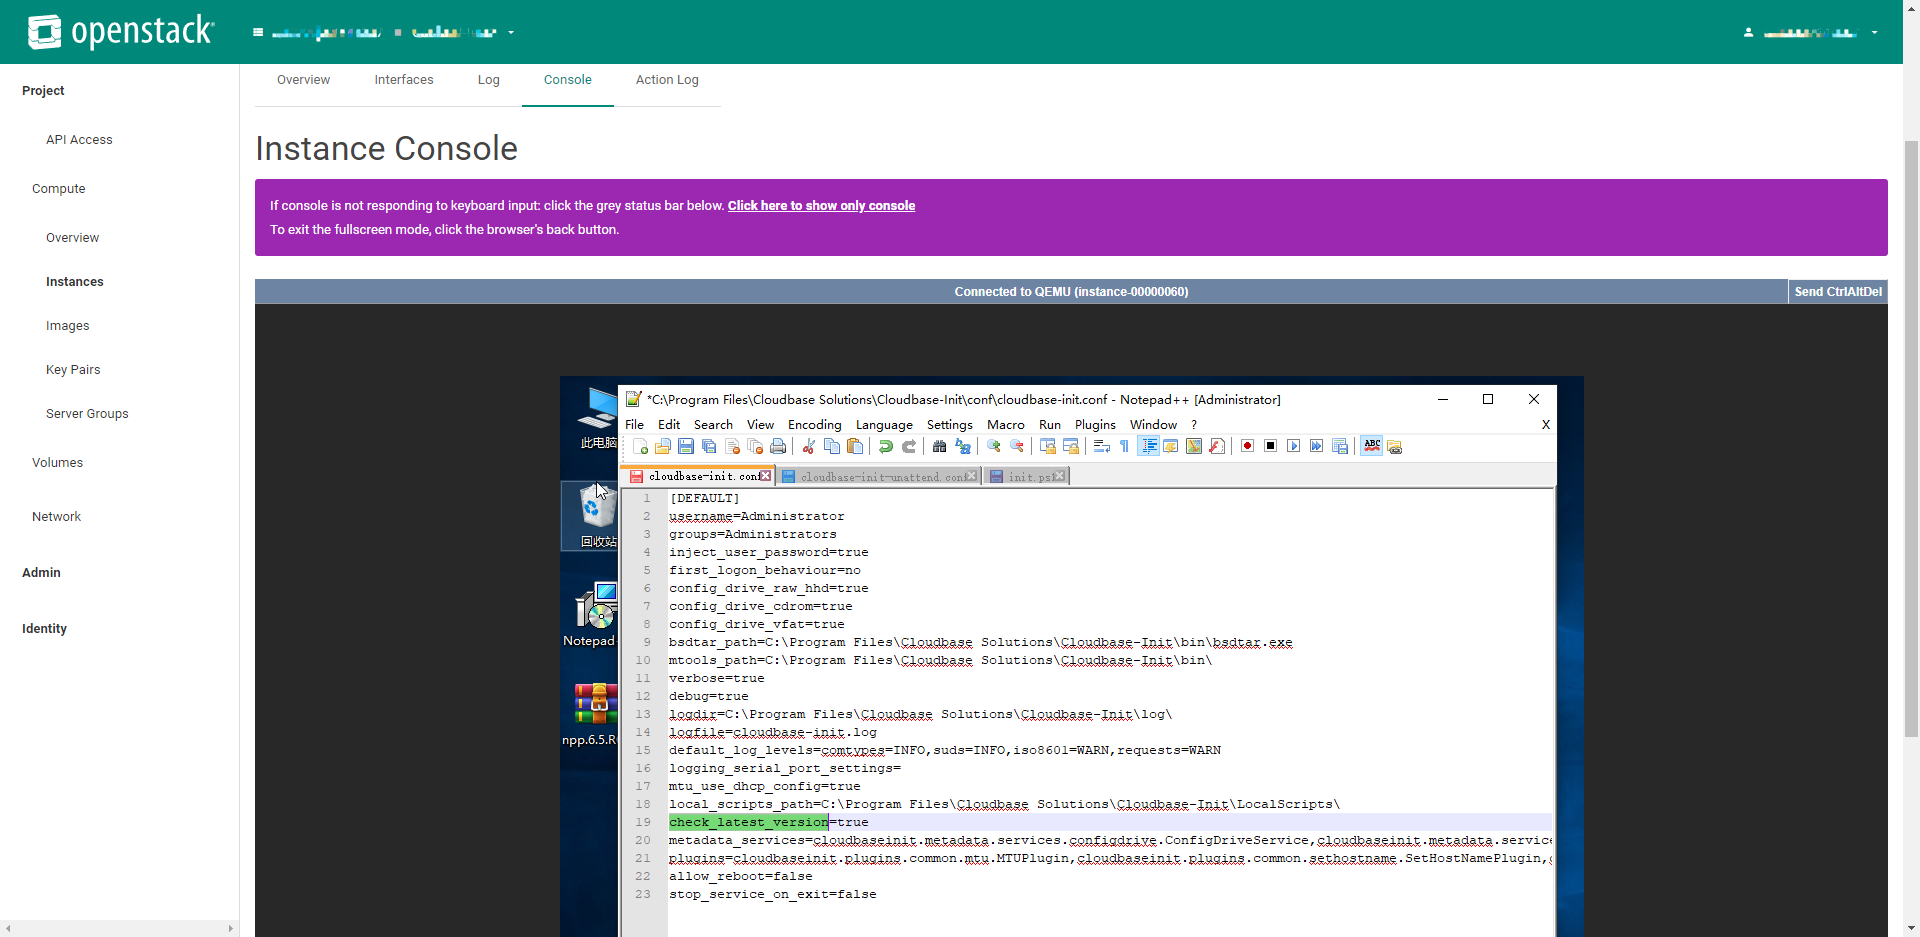 openstack
Overview
Interfaces
Log
Console
Action Log
Project
API Access
Compute
Overview
Instances
Images
Key Pairs
Server Groups
Volumes
Network
Admin
Identity
Instance Console
If console is not responding to keyboard input: click the grey status bar below. Click here to show only console
To exit the fullscreen mode, click the browser's back button.
Connected to QEMU (instance-00000060)
Send CtrlAltDel
此电脑
回收站
Notepad
npp.6.5.R
*C:\Program Files\Cloudbase Solutions\Cloudbase-Init\conf\cloudbase-init.conf - Notepad++ [Administrator]
File Edit Search View Encoding Language Settings Macro Run Plugins Window ? X
cloudbase-init.conf
cloudbase-init-unattend.conf
init.ps1
1 [DEFAULT]
2 username=Administrator
3 groups=Administrators
4 inject_user_password=true
5 first_logon_behaviour=no
6 config_drive_raw_hhd=true
7 config_drive_cdrom=true
8 config_drive_vfat=true
9 bsdtar_path=C:\Program Files\Cloudbase Solutions\Cloudbase-Init\bin\bsdtar.exe
10 mtools_path=C:\Program Files\Cloudbase Solutions\Cloudbase-Init\bin\
11 verbose=true
12 debug=true
13 logdir=C:\Program Files\Cloudbase Solutions\Cloudbase-Init\log\
14 logfile=cloudbase-init.log
15 default_log_levels=comtypes=INFO,suds=INFO,iso8601=WARN,requests=WARN
16 logging_serial_port_settings=
17 mtu_use_dhcp_config=true
18 local_scripts_path=C:\Program Files\Cloudbase Solutions\Cloudbase-Init\LocalScripts\
19 check_latest_version=true
20 metadata_services=cloudbaseinit.metadata.services.configdrive.ConfigDriveService,cloudbaseinit.metadata.service
21 plugins=cloudbaseinit.plugins.common.mtu.MTUPlugin,cloudbaseinit.plugins.common.sethostname.SetHostNamePlugin,
22 allow_reboot=false
23 stop_service_on_exit=false